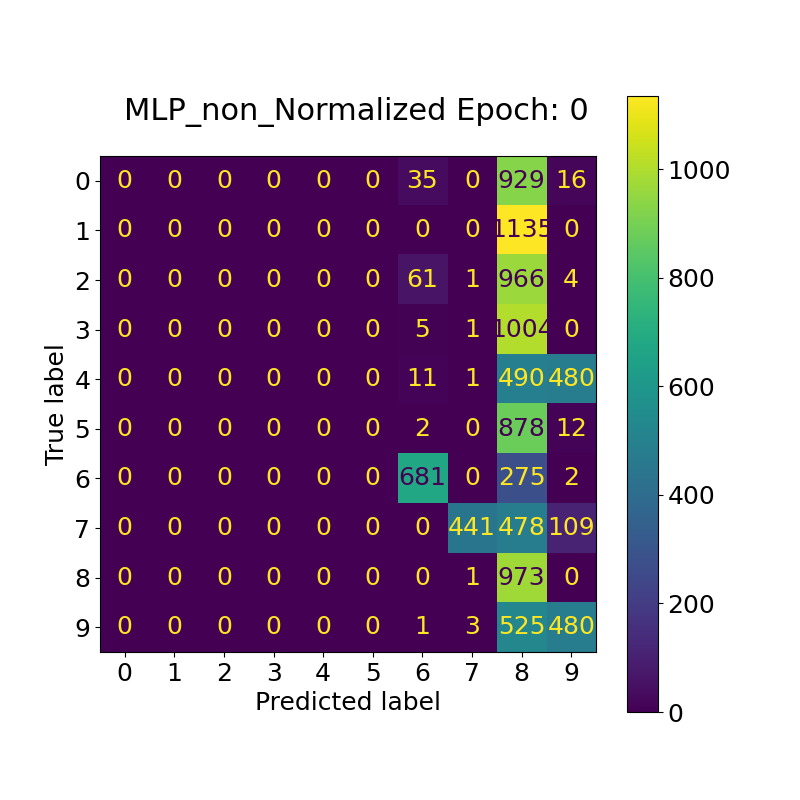 MLP_non_Normalized Epoch: 0
0 0 0 0 0 0 0 35 0 929 16
1 0 0 0 0 0 0 0 0 1135 0
2 0 0 0 0 0 0 61 1 966 4
3 0 0 0 0 0 0 5 1 1004 0
4 0 0 0 0 0 0 11 1 490 480
5 0 0 0 0 0 0 2 0 878 12
6 0 0 0 0 0 0 681 0 275 2
7 0 0 0 0 0 0 0 441 478 109
8 0 0 0 0 0 0 0 1 973 0
9 0 0 0 0 0 0 1 3 525 480
0 1 2 3 4 5 6 7 8 9
Predicted label
True label
1000
800
600
400
200
0